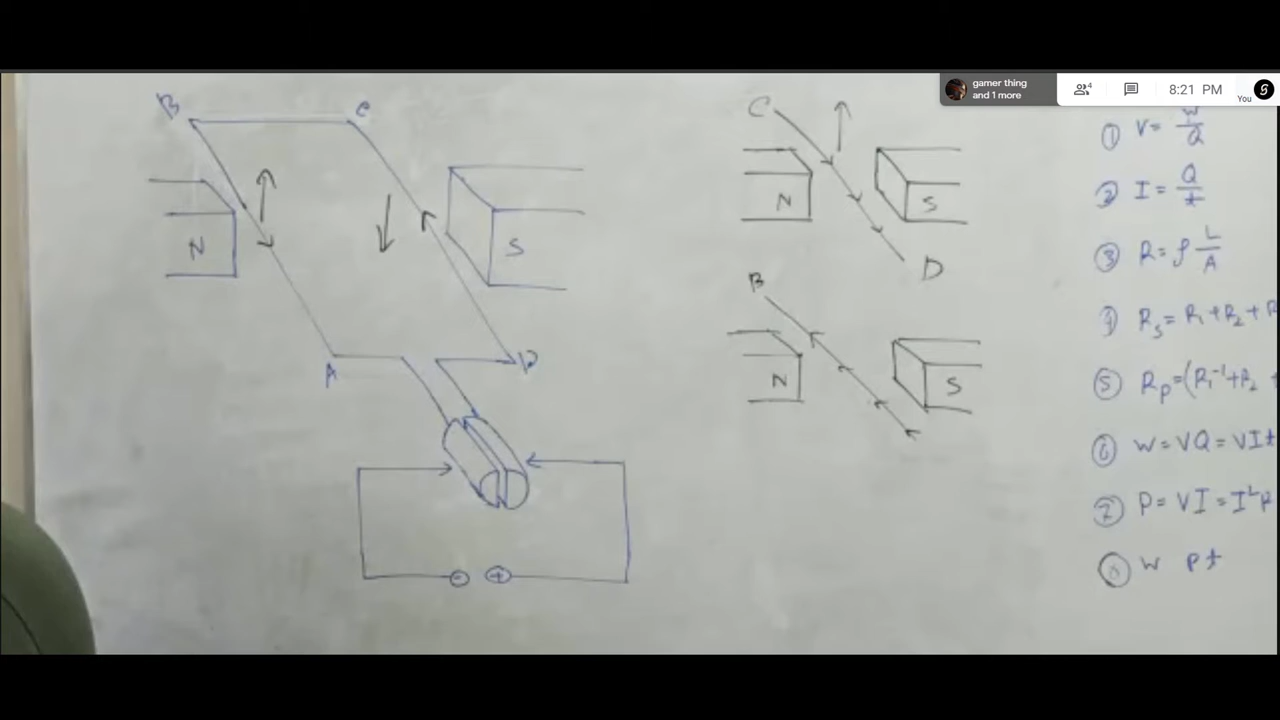 gamer thing
and 1 more
4
8:21 PM
You
B C
N S
A D
- +
C
N S
D
B
N S
① V= W/Q
② I = Q/t
③ R= ρ L/A
④ Rs= R1 + R2 + R
⑤ Rp=(R1⁻¹+R2 +
⑥ W= VQ= VIt
⑦ P= VI= I²R
⑧ W Pt